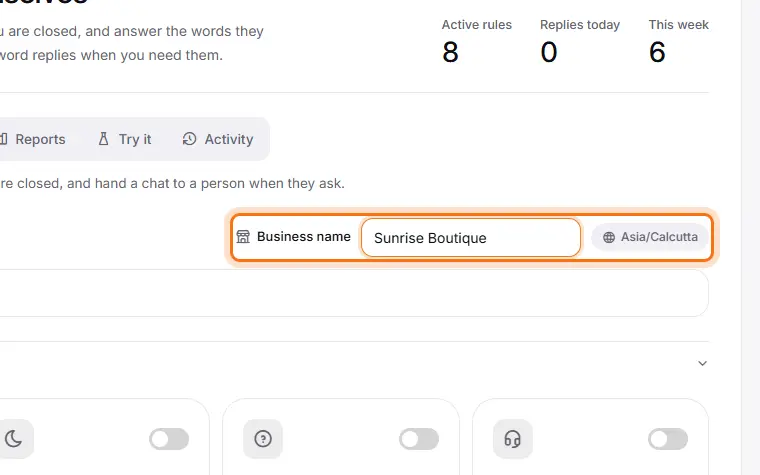 u are closed, and answer the words they
word replies when you need them.
Active rules
8
Replies today
0
This week
6
Reports
Try it
Activity
re closed, and hand a chat to a person when they ask.
Business name
Sunrise Boutique
Asia/Calcutta